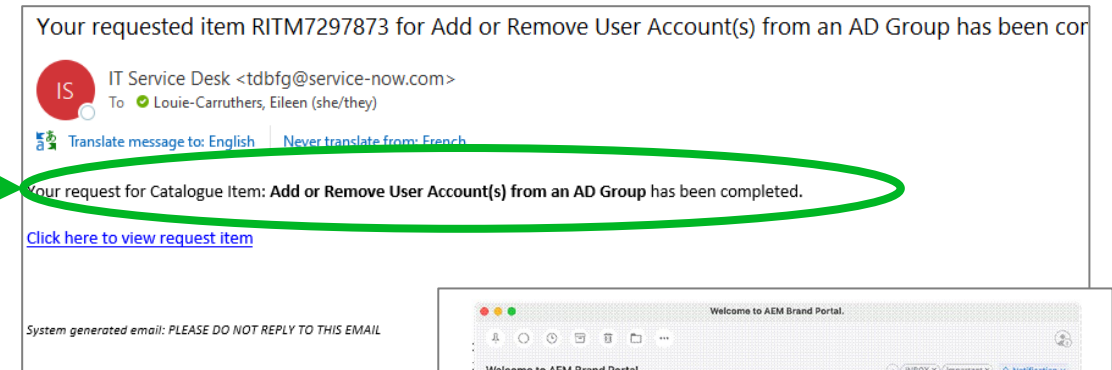 Your requested item RITM7297873 for Add or Remove User Account(s) from an AD Group has been
IS
IT Service Desk <tdbfg@service-now.com>
To Louie-Carruthers, Eileen (she/they)
Translate message to: English
Never translate from: French
Your request for Catalogue Item: Add or Remove User Account(s) from an AD Group has been completed.
Click here to view request item
System generated email: PLEASE DO NOT REPLY TO THIS EMAIL
Welcome to AEM Brand Portal.
Welcome to AEM Brand Portal
INBOX x
Important x
Notification